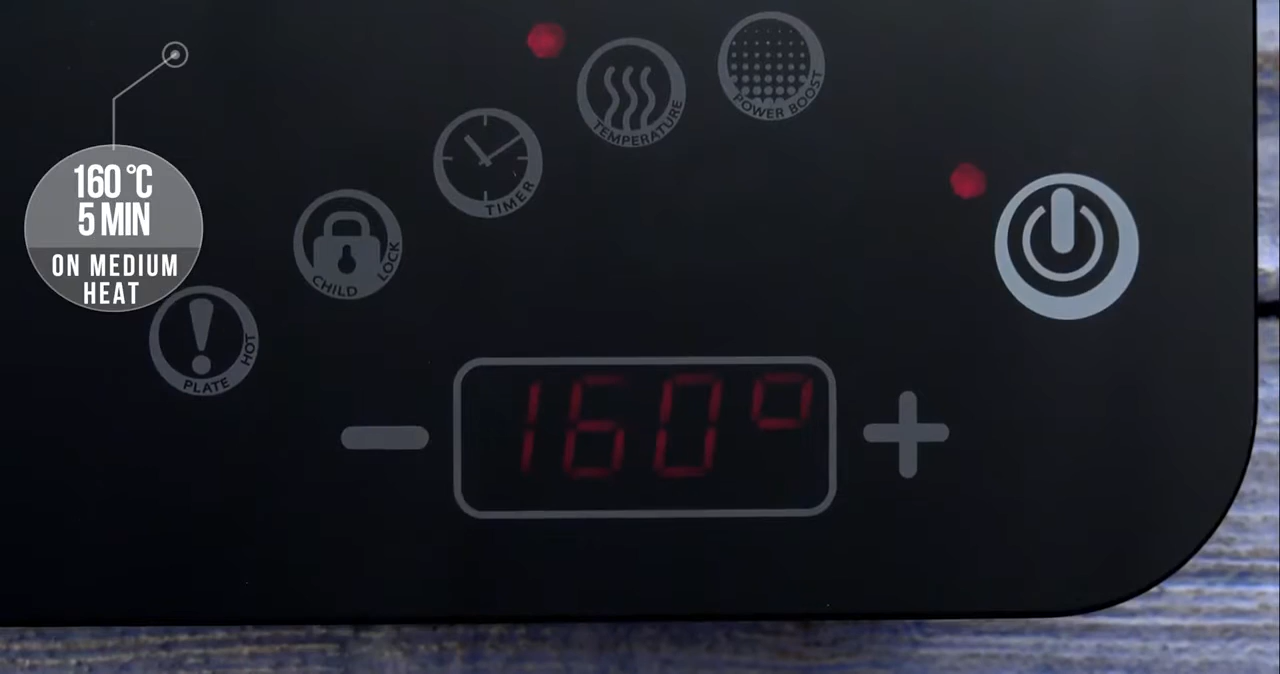 POWER BOOST
TEMPERATURE
TIMER
160 °C
5 MIN
ON MEDIUM
HEAT
CHILD LOCK
PLATE HOT
160°